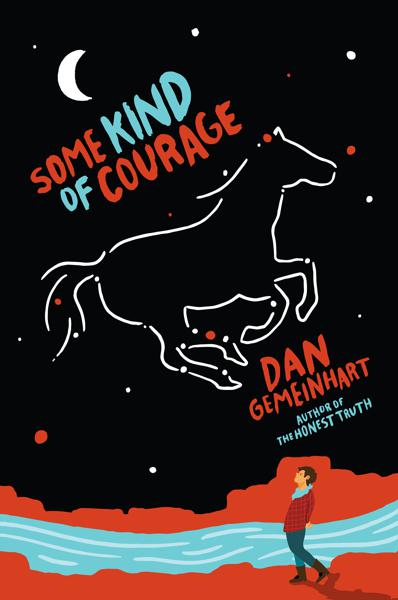 SOME KIND
OF COURAGE
DAN
GEMEINHART
AUTHOR OF
THE HONEST TRUTH